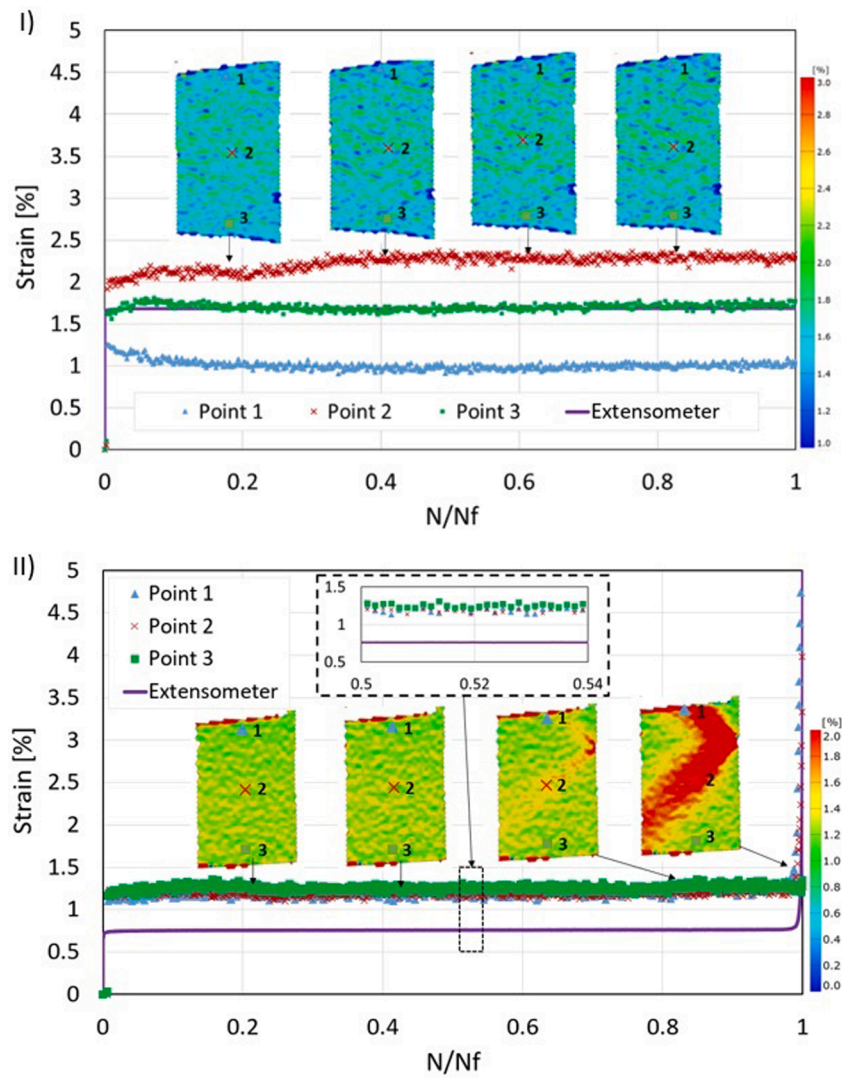 I)
5
4.5
4
3.5
3
2.5
2
1.5
1
0.5
0
Strain [%]
1 1 1 1
2 2 2 2
3 3 3 3
[%]
3.0
2.8
2.6
2.4
2.2
2.0
1.8
1.6
1.4
1.2
1.0
Point 1 Point 2 Point 3 Extensometer
0 0.2 0.4 0.6 0.8 1
N/Nf
II)
5
4.5
4
3.5
3
2.5
2
1.5
1
0.5
0
Strain [%]
Point 1
Point 2
Point 3
Extensometer
1.5
1
0.5
0.5 0.52 0.54
1 1 1 1
2 2 2 2
3 3 3 3
[%]
2.0
1.8
1.6
1.4
1.2
1.0
0.8
0.6
0.4
0.2
0.0
0 0.2 0.4 0.6 0.8 1
N/Nf